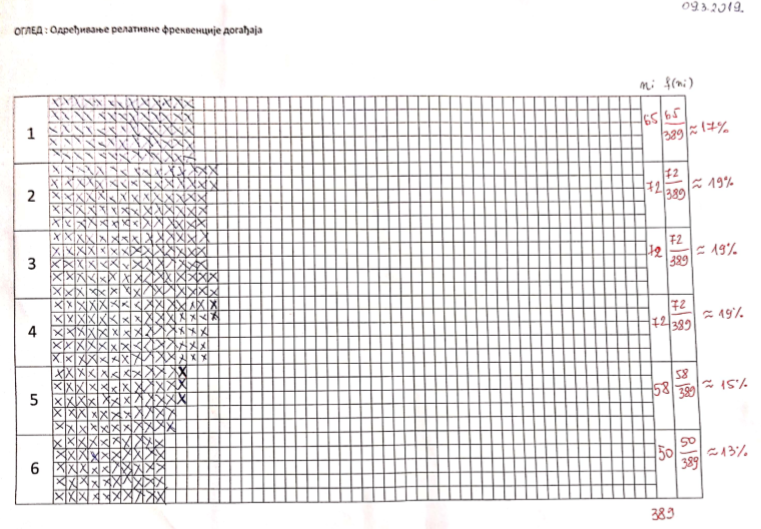 09.3.2019.
ОГЛЕД : Одређивање релативне фреквенције догађаја
ni f(ni)
1 65 65/389 ≈ 17%
2 72 72/389 ≈ 19%
3 72 72/389 ≈ 19%
4 72 72/389 ≈ 19%
5 58 58/389 ≈ 15%
6 50 50/389 ≈ 13%
389